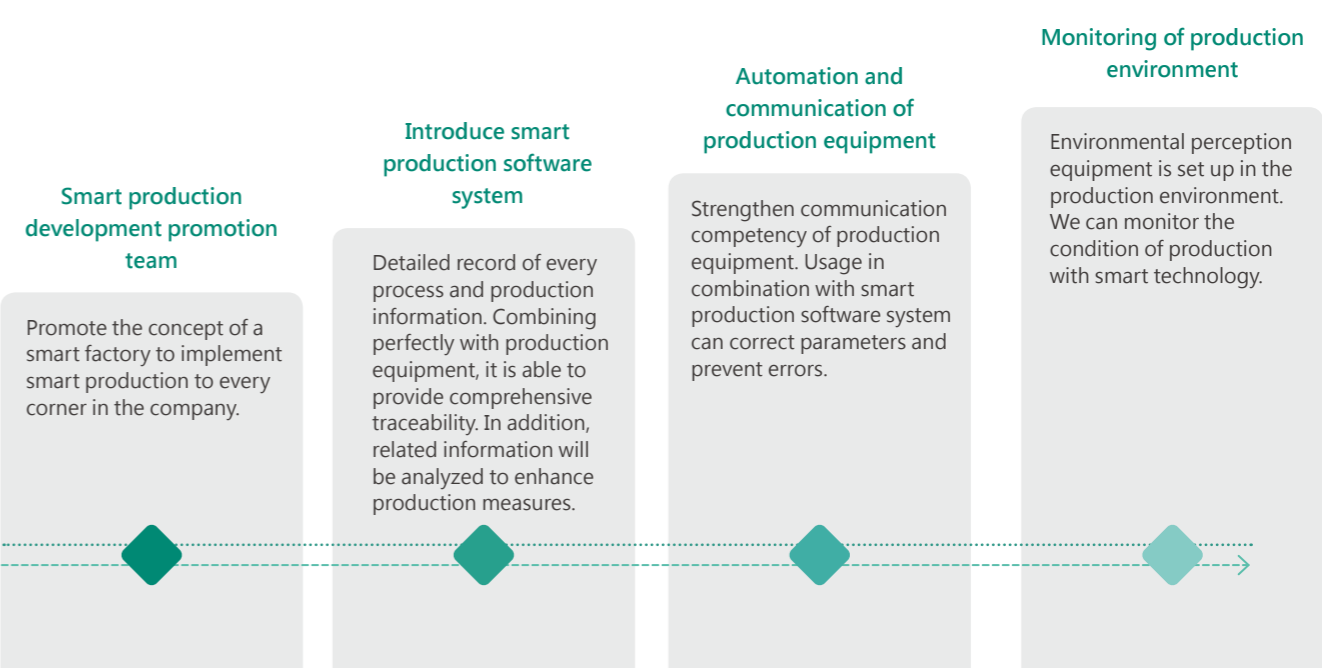 Smart production
development promotion
team
Promote the concept of a
smart factory to implement
smart production to every
corner in the company.
Introduce smart
production software
system
Detailed record of every
process and production
information. Combining
perfectly with production
equipment, it is able to
provide comprehensive
traceability. In addition,
related information will
be analyzed to enhance
production measures.
Automation and
communication of
production equipment
Strengthen communication
competency of production
equipment. Usage in
combination with smart
production software system
can correct parameters and
prevent errors.
Monitoring of production
environment
Environmental perception
equipment is set up in the
production environment.
We can monitor the
condition of production
with smart technology.